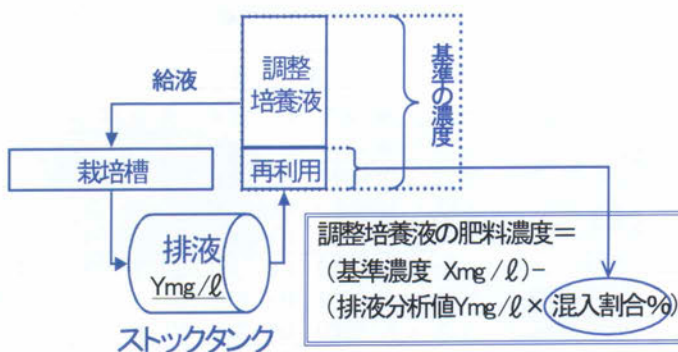 給液
調整
培養液
基準の濃度
栽培槽
再利用
排液
Ymg/ℓ
ストックタンク
調整培養液の肥料濃度＝
(基準濃度 Xmg/ℓ)−
(排液分析値Ymg/ℓ×混入割合%)